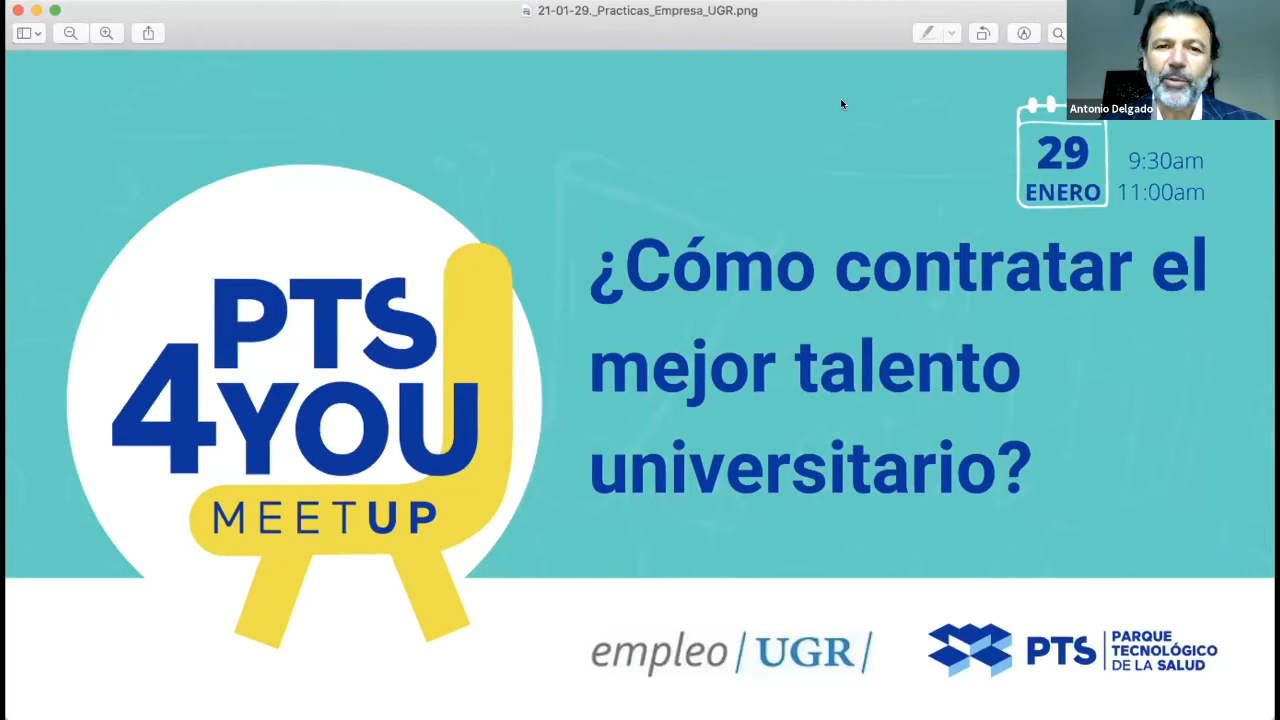 21-01-29._Practicas_Empresa_UGR.png
Antonio Delgado
29
ENERO
9:30am
11:00am
¿Cómo contratar el
mejor talento
universitario?
PTS
4YOU
MEETUP
empleo/UGR/
PTS
PARQUE
TECNOLÓGICO
DE LA SALUD